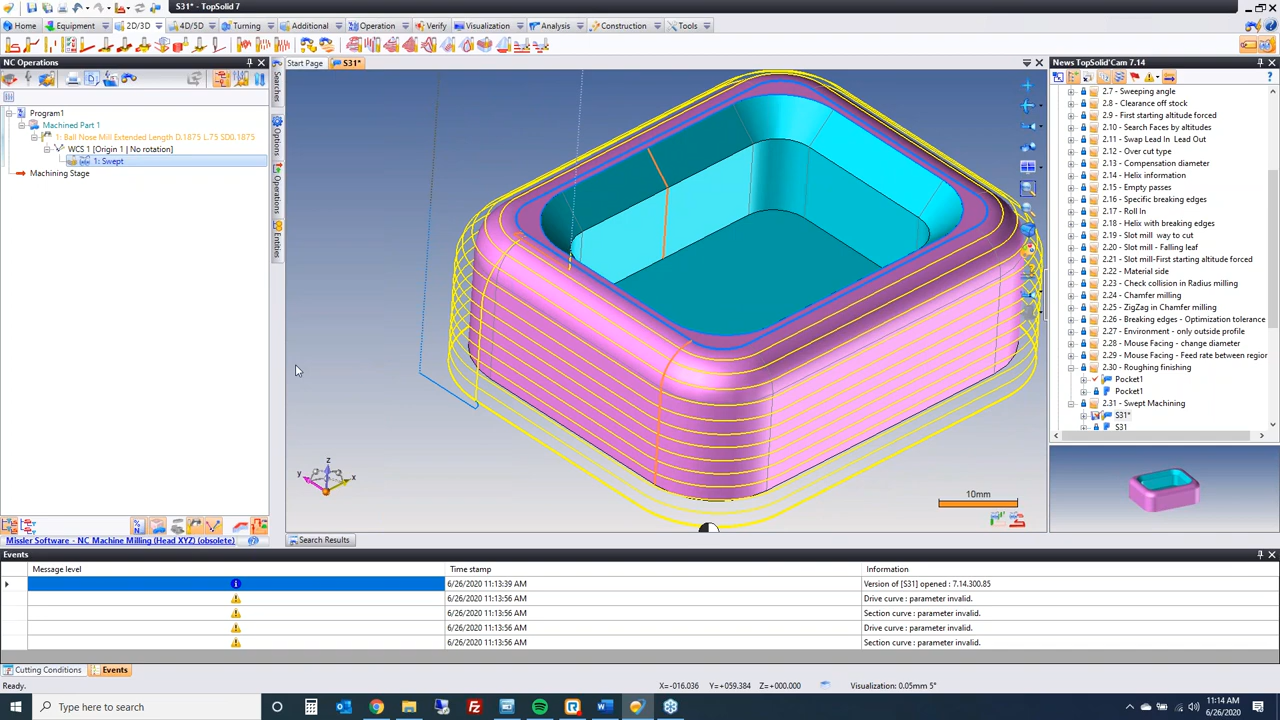 S31* - TopSolid 7
Home
Equipment
2D/3D
4D/5D
Turning
Additional
Operation
Verify
Visualization
Analysis
Construction
Tools
NC Operations
Start Page
S31*
News TopSolid'Cam 7.14
Program1
Machined Part 1
1: Ball Nose Mill Extended Length D.1875 L.75 SD0.1875
WCS 1 [Origin 1 | No rotation]
1: Swept
Machining Stage
Searches
Options
Operations
Entities
2.7 - Sweeping angle
2.8 - Clearance off stock
2.9 - First starting altitude forced
2.10 - Search Faces by altitudes
2.11 - Swap Lead In Lead Out
2.12 - Over cut type
2.13 - Compensation diameter
2.14 - Helix information
2.15 - Empty passes
2.16 - Specific breaking edges
2.17 - Roll In
2.18 - Helix with breaking edges
2.19 - Slot mill way to cut
2.20 - Slot mill - Falling leaf
2.21 - Slot mill-First starting altitude forced
2.22 - Material side
2.23 - Check collision in Radius milling
2.24 - Chamfer milling
2.25 - ZigZag in Chamfer milling
2.26 - Breaking edges - Optimization tolerance
2.27 - Environment - only outside profile
2.28 - Mouse Facing - change diameter
2.29 - Mouse Facing - Feed rate between region
2.30 - Roughing finishing
Pocket1
Pocket1
2.31 - Swept Machining
S31*
S31
z
y
x
10mm
Missler Software - NC Machine Milling (Head XYZ) (obsolete)
Search Results
Events
Message level
Time stamp
Information
6/26/2020 11:13:39 AM
Version of [S31] opened : 7.14.300.85
6/26/2020 11:13:56 AM
Drive curve : parameter invalid.
6/26/2020 11:13:56 AM
Section curve : parameter invalid.
6/26/2020 11:13:56 AM
Drive curve : parameter invalid.
6/26/2020 11:13:56 AM
Section curve : parameter invalid.
Cutting Conditions
Events
Ready.
X=-016.036
Y=+059.384
Z=+000.000
Visualization: 0.05mm 5°
Type here to search
11:14 AM
6/26/2020